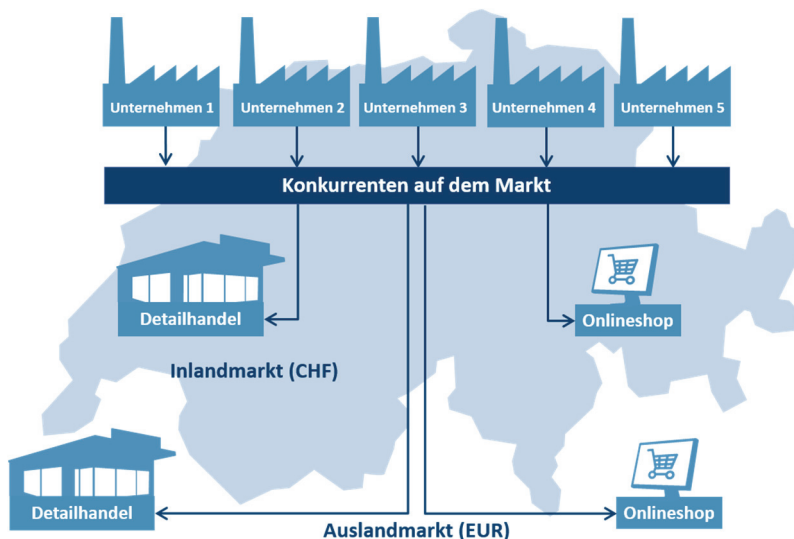 Unternehmen 1
Unternehmen 2
Unternehmen 3
Unternehmen 4
Unternehmen 5
Konkurrenten auf dem Markt
Detailhandel
Onlineshop
Inlandmarkt (CHF)
Detailhandel
Onlineshop
Auslandmarkt (EUR)